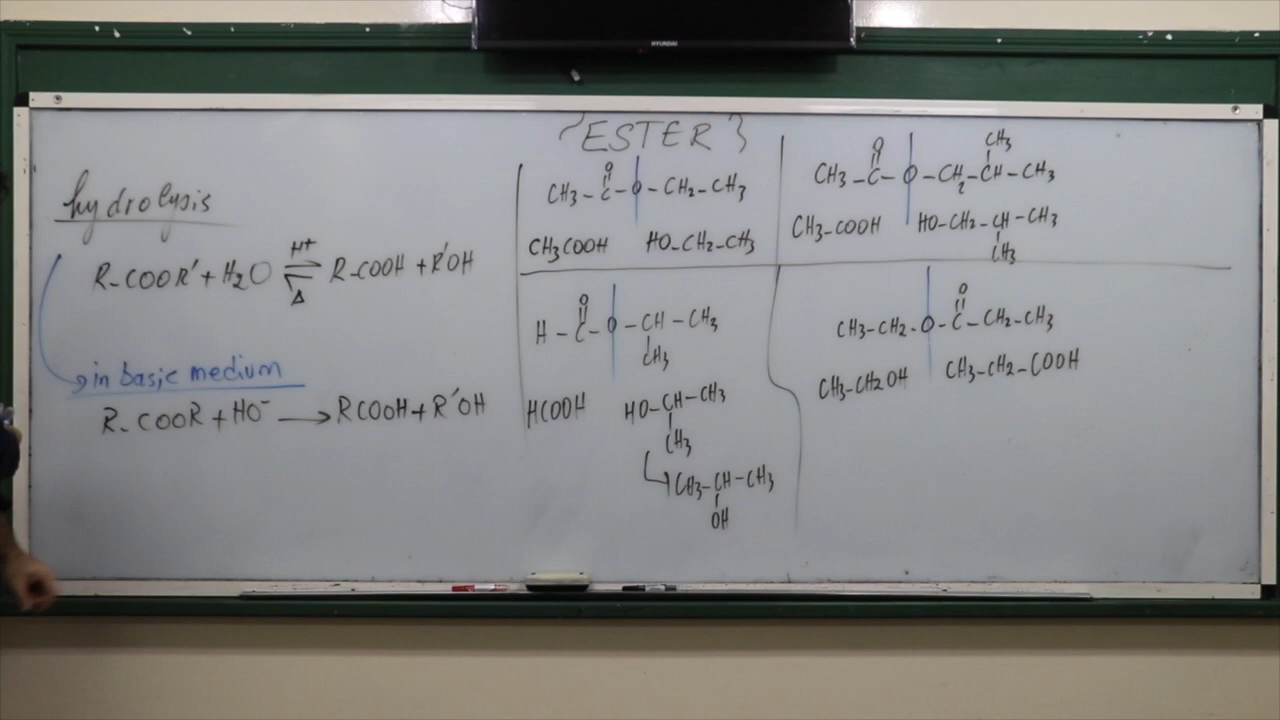 HYUNDAI
{ESTER}
hydrolysis
R-COOR' + H2O ⇌ R-COOH + R'OH
H+
Δ
in basic medium
R-COOR + HO- → RCOOH + R'OH
O
CH3-C-O-CH2-CH3
CH3COOH HO-CH2-CH3
CH3
O
CH3-C-O-CH2-CH-CH3
CH3-COOH HO-CH2-CH-CH3
CH3
O
H-C-O-CH-CH3
CH3
HCOOH HO-CH-CH3
CH3
CH3-CH-CH3
OH
O
CH3-CH2-O-C-CH2-CH3
CH3-CH2OH CH3-CH2-COOH